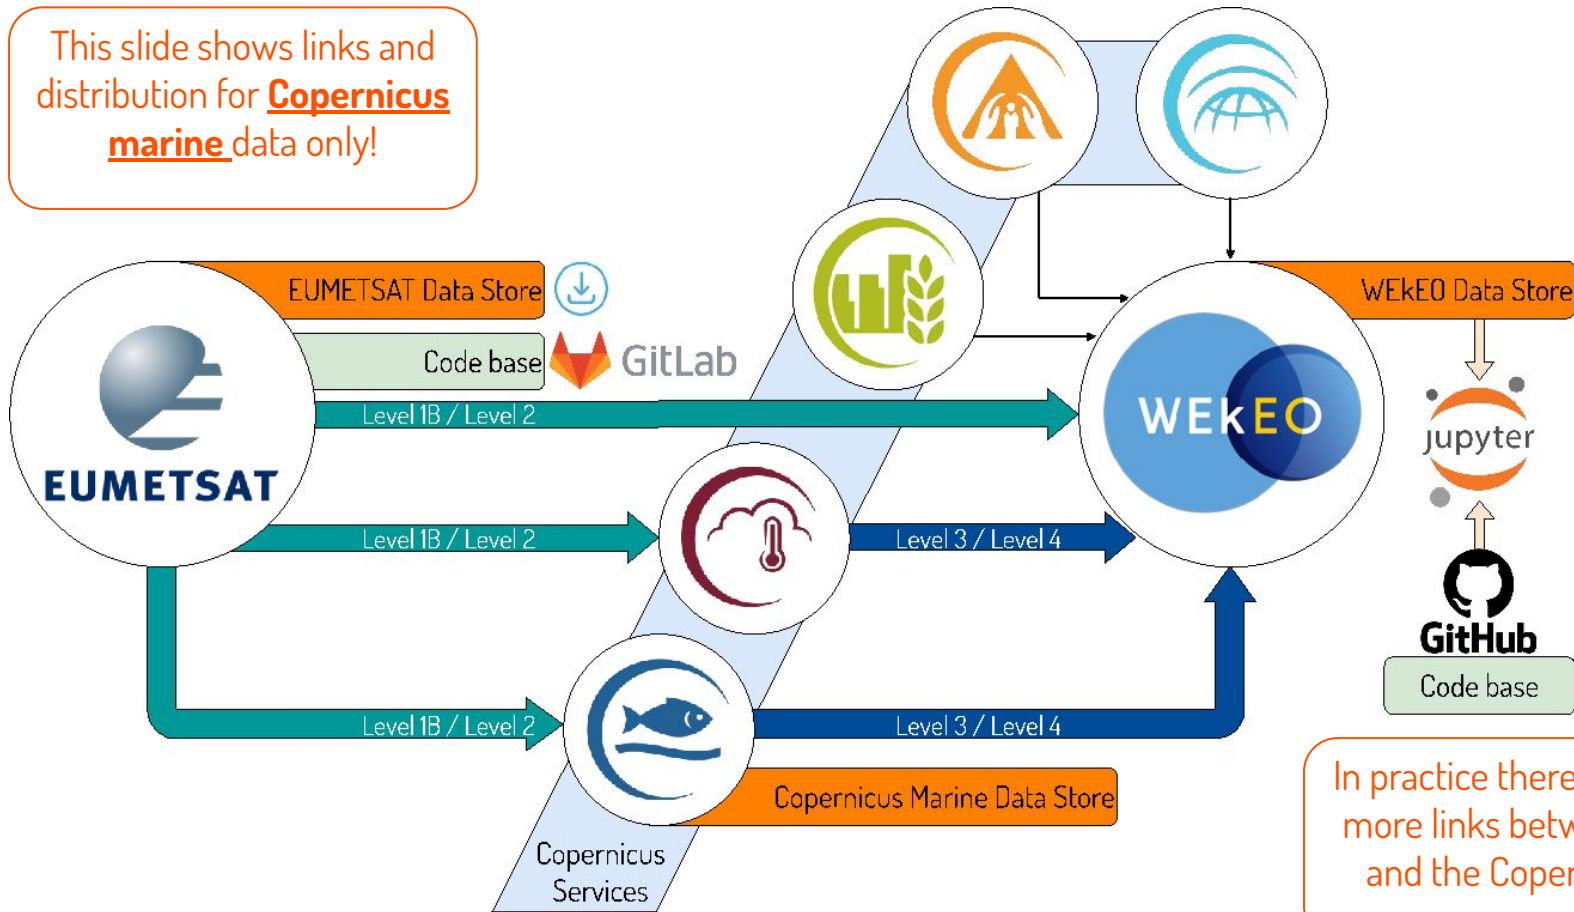 This slide shows links and
distribution for Copernicus
marine data only!
EUMETSAT Data Store
WEkEO Data Store
Code base
GitLab
Level 1B / Level 2
WEkEO
jupyter
EUMETSAT
Level 1B / Level 2
Level 3 / Level 4
GitHub
Code base
Level 1B / Level 2
Level 3 / Level 4
Copernicus Marine Data Store
In practice there
more links betw
and the Coper
Copernicus
Services